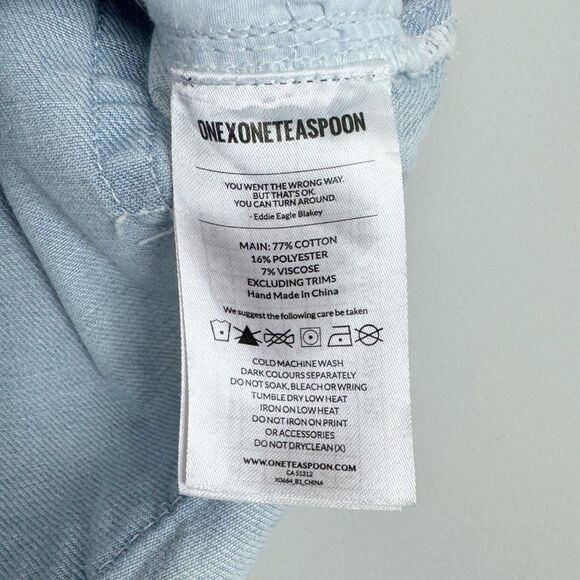 ONEXONETEASPOON
YOU WENT THE WRONG WAY.
BUT THAT'S OK.
YOU CAN TURN AROUND.
- Eddie Eagle Blakey
MAIN: 77% COTTON
16% POLYESTER
7% VISCOSE
EXCLUDING TRIMS
Hand Made in China
We suggest the following care be taken
COLD MACHINE WASH
DARK COLOURS SEPARATELY
DO NOT SOAK, BLEACH OR WRING
TUMBLE DRY LOW HEAT
IRON ON LOW HEAT
DO NOT IRON ON PRINT
OR ACCESSORIES
DO NOT DRYCLEAN (X)
WWW.ONETEASPOON.COM
CA 51312
X0664_B1_CHINA